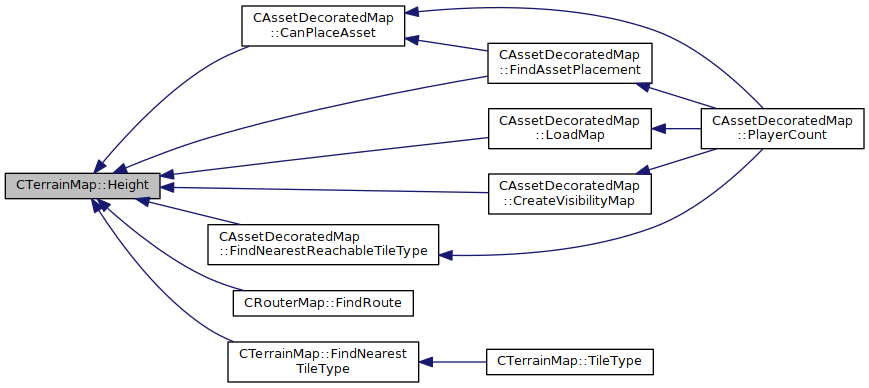 CAssetDecoratedMap
::CanPlaceAsset
CAssetDecoratedMap
::FindAssetPlacement
CAssetDecoratedMap
::LoadMap
CAssetDecoratedMap
::PlayerCount
CTerrainMap::Height
CAssetDecoratedMap
::CreateVisibilityMap
CAssetDecoratedMap
::FindNearestReachableTileType
CRouterMap::FindRoute
CTerrainMap::FindNearest
TileType
CTerrainMap::TileType